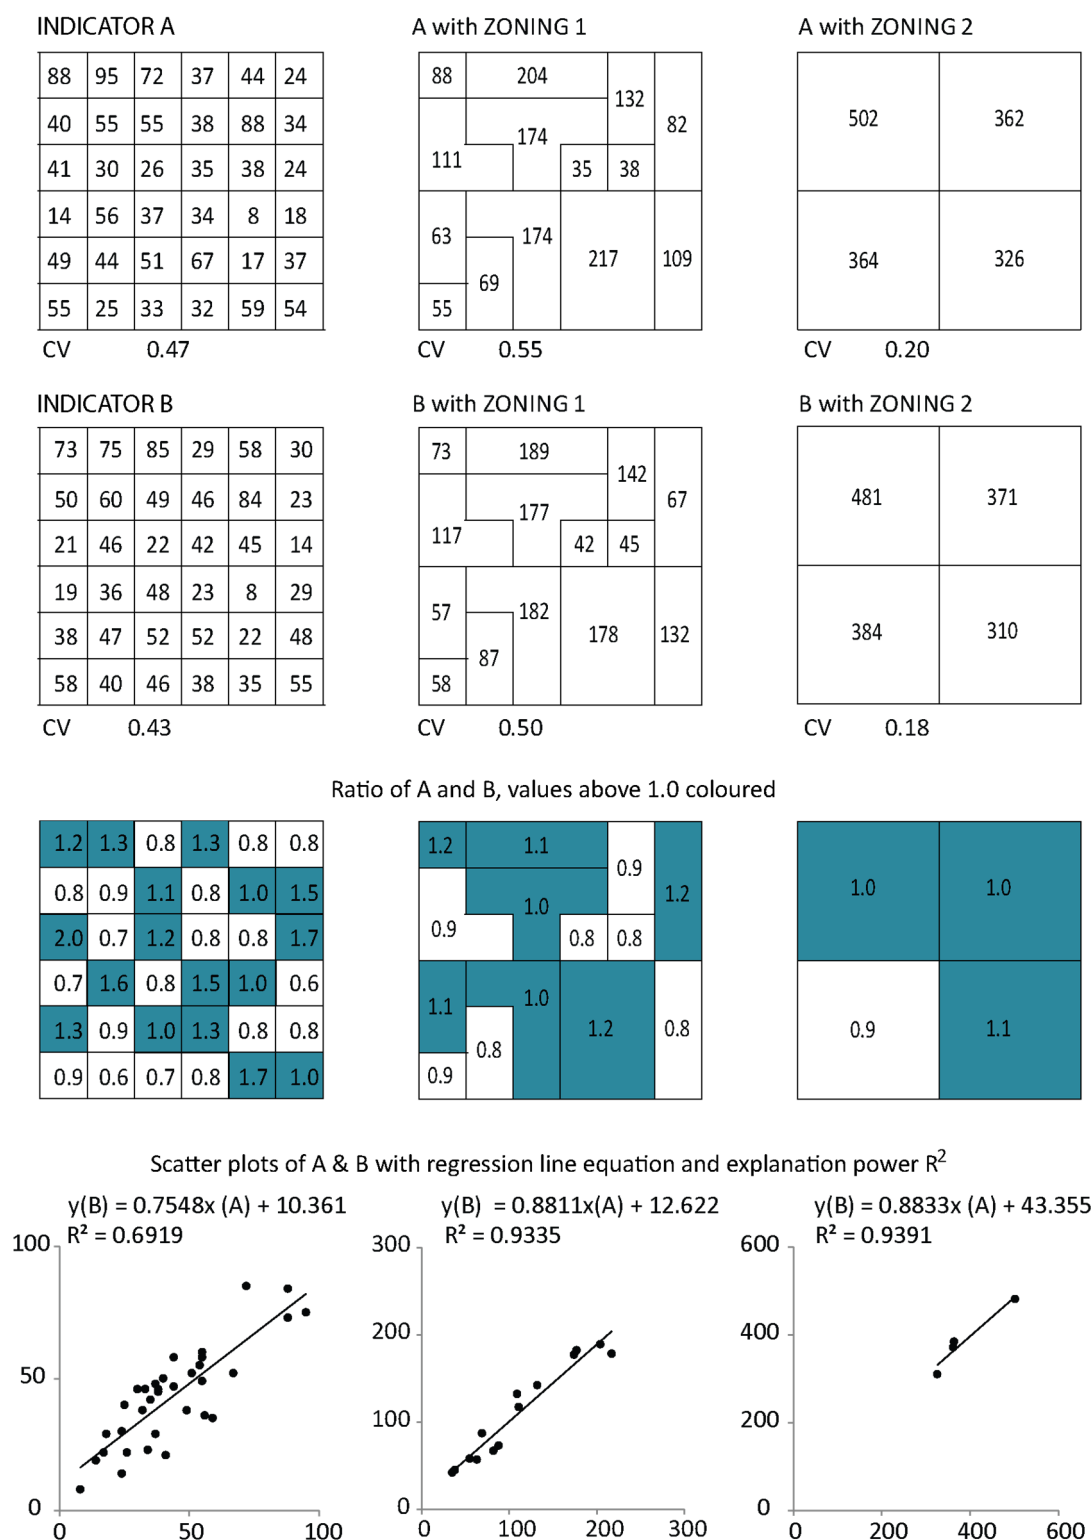 INDICATOR A A with ZONING 1 A with ZONING 2
88 95 72 37 44 24
40 55 55 38 88 34
41 30 26 35 38 24
14 56 37 34 8 18
49 44 51 67 17 37
55 25 33 32 59 54
CV 0.47
88 204
132
174 82
111 35 38
63 174
217 109
69
55
CV 0.55
502 362
364 326
CV 0.20
INDICATOR B B with ZONING 1 B with ZONING 2
73 75 85 29 58 30
50 60 49 46 84 23
21 46 22 42 45 14
19 36 48 23 8 29
38 47 52 52 22 48
58 40 46 38 35 55
CV 0.43
73 189
142
177 67
117 42 45
57 182
178 132
87
58
CV 0.50
481 371
384 310
CV 0.18
Ratio of A and B, values above 1.0 coloured
1.2 1.3 0.8 1.3 0.8 0.8
0.8 0.9 1.1 0.8 1.0 1.5
2.0 0.7 1.2 0.8 0.8 1.7
0.7 1.6 0.8 1.5 1.0 0.6
1.3 0.9 1.0 1.3 0.8 0.8
0.9 0.6 0.7 0.8 1.7 1.0
1.2 1.1
0.9
1.0 1.2
0.9 0.8 0.8
1.1 1.0
1.2 0.8
0.8
0.9
1.0 1.0
0.9 1.1
Scatter plots of A & B with regression line equation and explanation power R²
y(B) = 0.7548x (A) + 10.361
R² = 0.6919
100
50
0
0 50 100
y(B) = 0.8811x(A) + 12.622
R² = 0.9335
300
200
100
0
0 100 200 300
y(B) = 0.8833x (A) + 43.355
R² = 0.9391
600
400
200
0
0 200 400 600